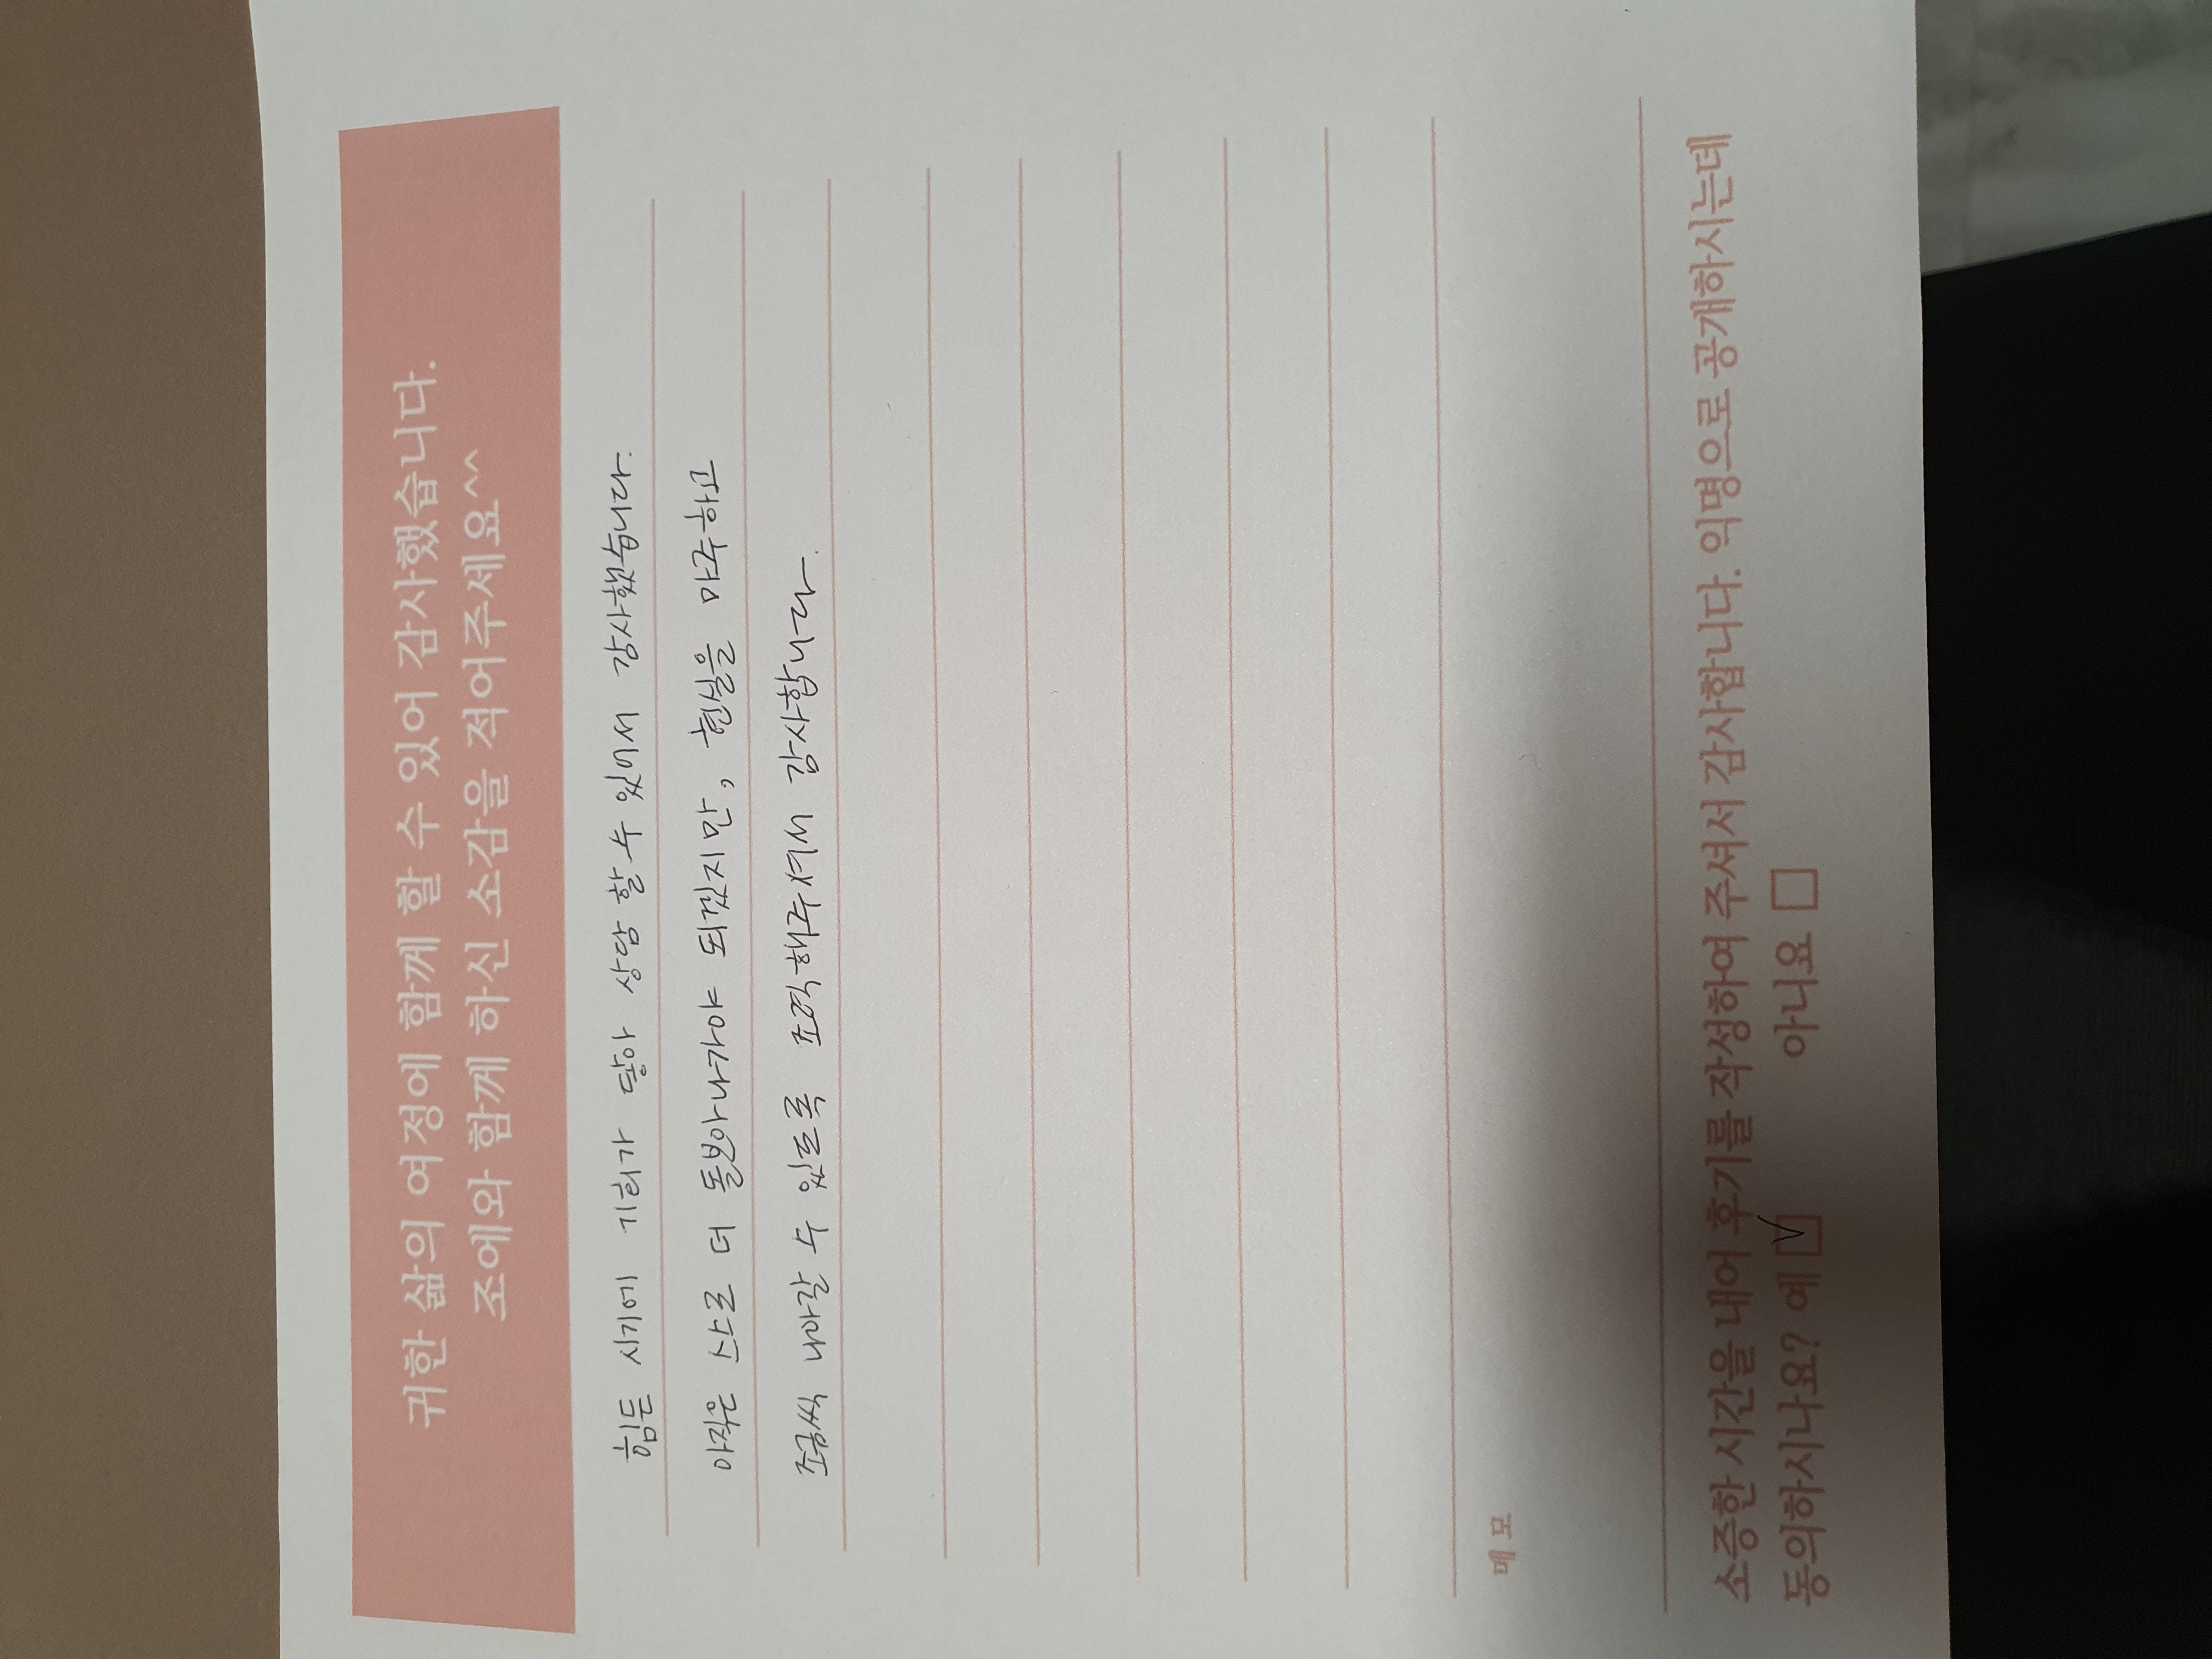 귀한 삶의 여정에 함께 할 수 있어 감사했습니다.
조에와 함께 하신 소감을 적어주세요^^
힘든 시기에 기회가 닿아 상담 할 수 있어서 감사했습니다.
아직은 스스로 더 돌보아나가야 되겠지만, 현실을 마주하고
조금씩 나아갈 수 있도록 조력해주셔서 감사합니다.
메모
소중한 시간을 내어 후기를 작성하여 주셔서 감사합니다. 익명으로 공개하시는데
동의하시나요? 예 ☑ 아니요 ☐